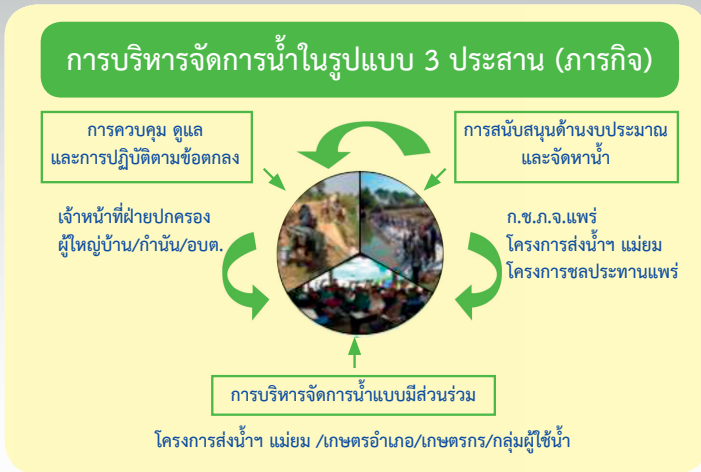 การบริหารจัดการน้ำในรูปแบบ 3 ประสาน (ภารกิจ)
การควบคุม ดูแล
และการปฏิบัติตามข้อตกลง
การสนับสนุนด้านงบประมาณ
และจัดหาน้ำ
เจ้าหน้าที่ฝ่ายปกครอง
ผู้ใหญ่บ้าน/กำนัน/อบต.
ก.ช.ภ.จ.แพร่
โครงการส่งน้ำฯ แม่ยม
โครงการชลประทานแพร่
การบริหารจัดการน้ำแบบมีส่วนร่วม
โครงการส่งน้ำฯ แม่ยม /เกษตรอำเภอ/เกษตรกร/กลุ่มผู้ใช้น้ำ